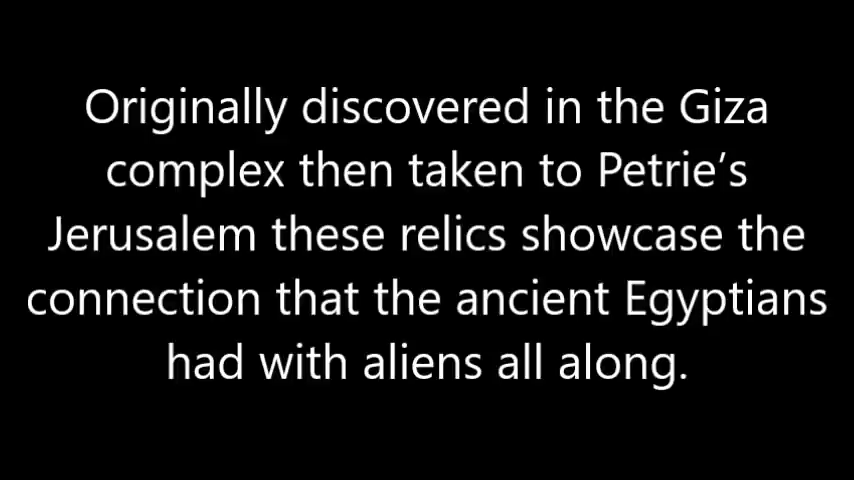 Originally discovered in the Giza
complex then taken to Petrie’s
Jerusalem these relics showcase the
connection that the ancient Egyptians
had with aliens all along.